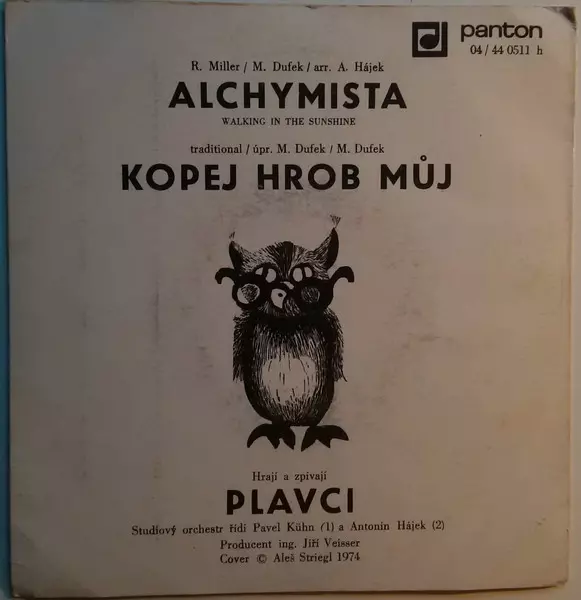 panton
04/44 0511 h
R. Miller / M. Dufek / arr. A. Hájek
ALCHYMISTA
WALKING IN THE SUNSHINE
traditional / úpr. M. Dufek / M. Dufek
KOPEJ HROB MŮJ
Hrají a zpívají
PLAVCI
Studiový orchestr řídí Pavel Kühn (1) a Antonín Hájek (2)
Producent ing. Jiří Veisser
Cover © Aleš Striegl 1974